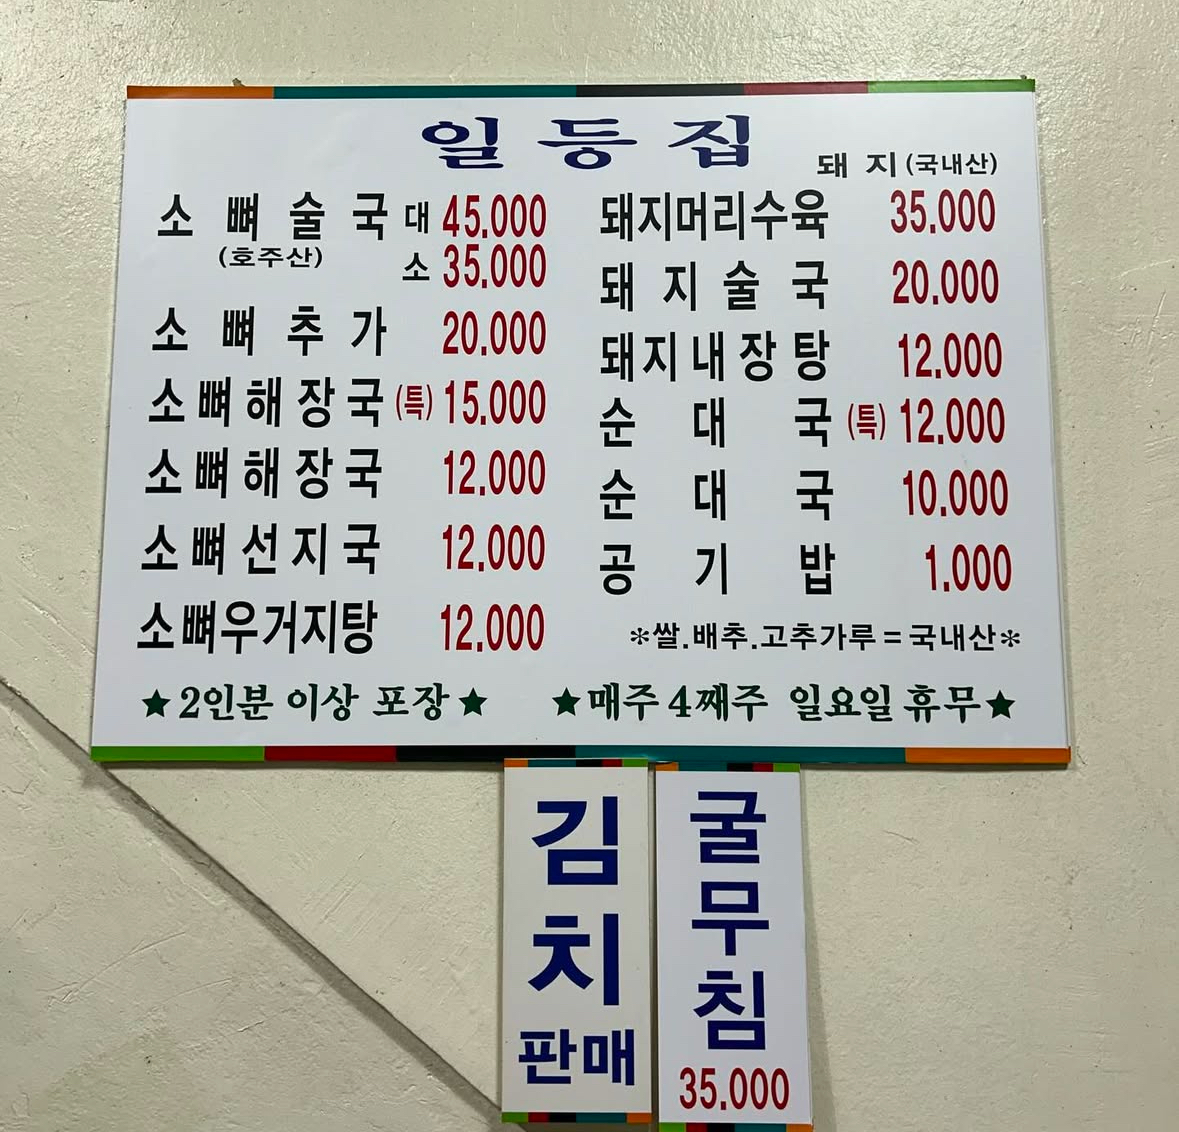 일등집
소뼈술국 대 45.000
(호주산) 소 35.000
소뼈추가 20.000
소뼈해장국(특) 15.000
소뼈해장국 12.000
소뼈선지국 12.000
소뼈우거지탕 12.000
돼지(국내산)
돼지머리수육 35.000
돼지술국 20.000
돼지내장탕 12.000
순대국(특) 12.000
순대국 10.000
공기밥 1.000
*쌀.배추.고추가루=국내산*
★2인분 이상 포장★
★매주 4째주 일요일 휴무★
김치
판매
굴무침
35.000